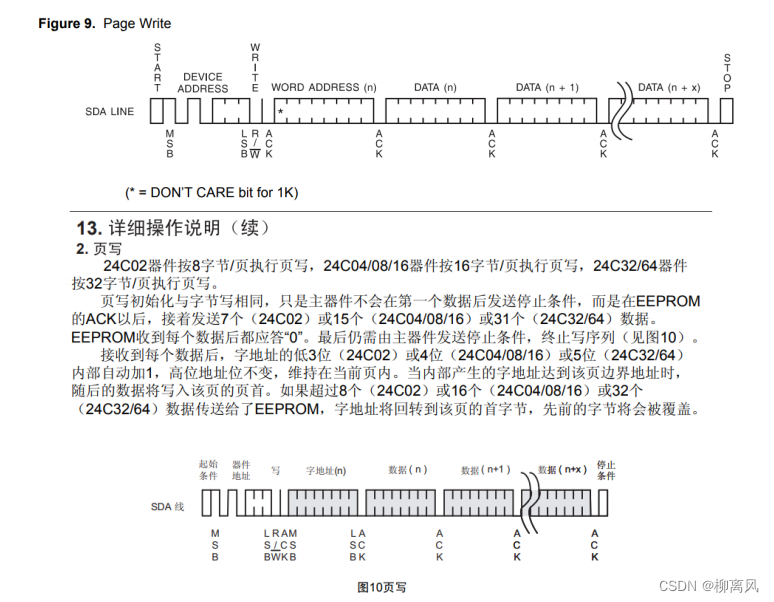 Figure 9. Page Write
START
DEVICE ADDRESS
WRITE
WORD ADDRESS (n)
DATA (n)
DATA (n + 1)
DATA (n + x)
STOP
SDA LINE
*
MSB
LSB
R/W
ACK
ACK
ACK
ACK
ACK
(* = DON'T CARE bit for 1K)
13. 详细操作说明（续）
2. 页写
24C02器件按8字节/页执行页写，24C04/08/16器件按16字节/页执行页写，24C32/64器件
按32字节/页执行页写。
页写初始化与字节写相同，只是主器件不会在第一个数据后发送停止条件，而是在EEPROM
的ACK以后，接着发送7个（24C02）或15个（24C04/08/16）或31个（24C32/64）数据。
EEPROM收到每个数据后都应答“0”。最后仍需由主器件发送停止条件，终止写序列（见图10）。
接收到每个数据后，字地址的低3位（24C02）或4位（24C04/08/16）或5位（24C32/64）
内部自动加1，高位地址位不变，维持在当前页内。当内部产生的字地址达到该页边界地址时，
随后的数据将写入该页的页首。如果超过8个（24C02）或16个（24C04/08/16）或32个
（24C32/64）数据传送给了EEPROM，字地址将回转到该页的首字节，先前的字节将会被覆盖。
起始条件
器件地址
写
字地址(n)
数据 ( n )
数据 ( n+1 )
数据 ( n+x )
停止条件
SDA 线
MSB
LSB
R/W
ACK
MSB
LSB
ACK
ACK
ACK
ACK
图10页写
CSDN @柳离风